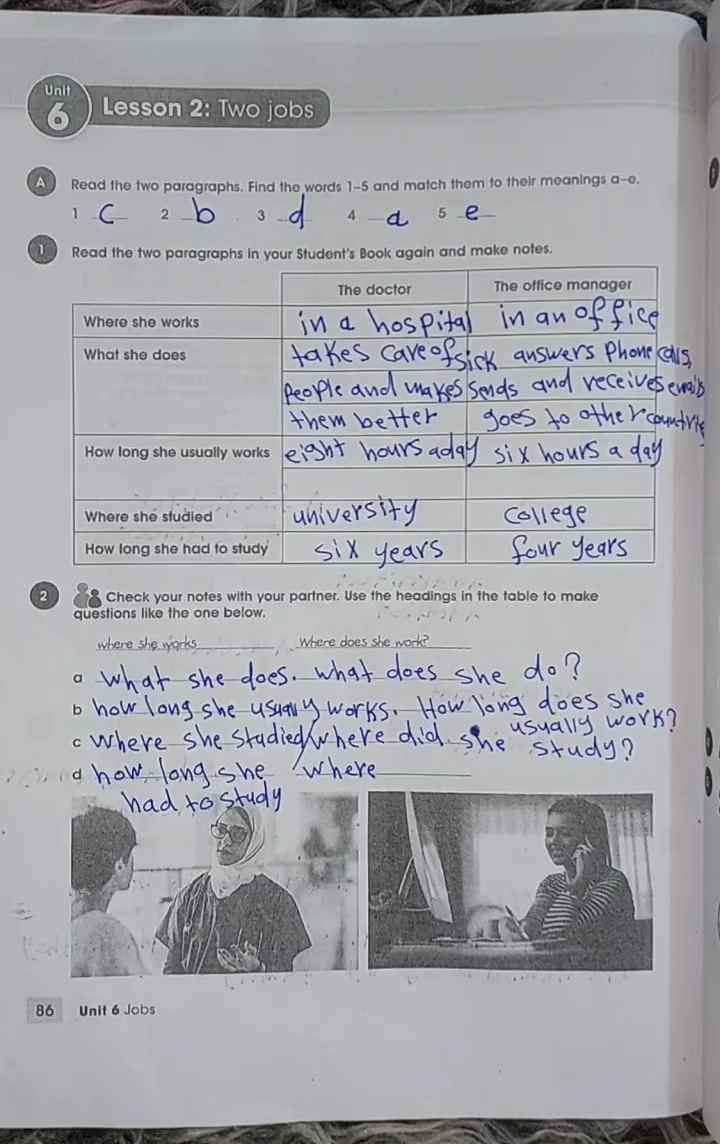 Unit
6
Lesson 2: Two jobs
A Read the two paragraphs. Find the words 1–5 and match them to their meanings a–e.
1 c 2 b 3 d 4 a 5 e
1 Read the two paragraphs in your Student's Book again and make notes.
The doctor The office manager
Where she works in a hospital in an office
What she does takes care of sick answers Phone calls,
People and makes sends and receives emails
them better goes to other countries
How long she usually works eight hours a day six hours a day
Where she studied university college
How long she had to study six years four years
2 Check your notes with your partner. Use the headings in the table to make
questions like the one below.
where she works Where does she work?
a what she does. what does she do?
b how long she usually works. How long does she
usually work?
c where she studied/where did she study?
d how long she where
had to study
86 Unit 6 Jobs